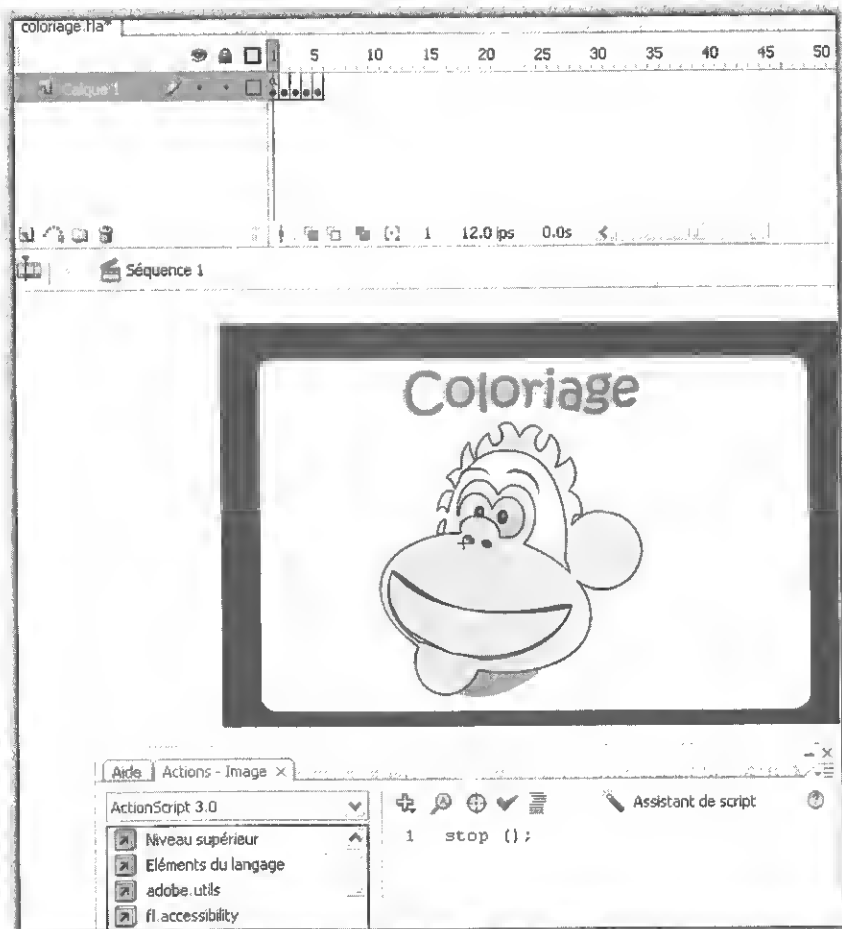 coloriage.fla*
1 5 10 15 20 25 30 35 40 45 50
Calque 1
1 12.0 ips 0.0s
Séquence 1
Coloriage
Aide Actions - Image ×
ActionScript 3.0
Assistant de script
Niveau supérieur
1 stop ();
Eléments du langage
adobe.utils
fl.accessibility